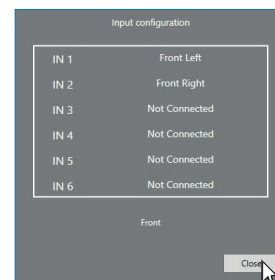 Input configuration
IN 1 Front Left
IN 2 Front Right
IN 3 Not Connected
IN 4 Not Connected
IN 5 Not Connected
IN 6 Not Connected
Front
Close